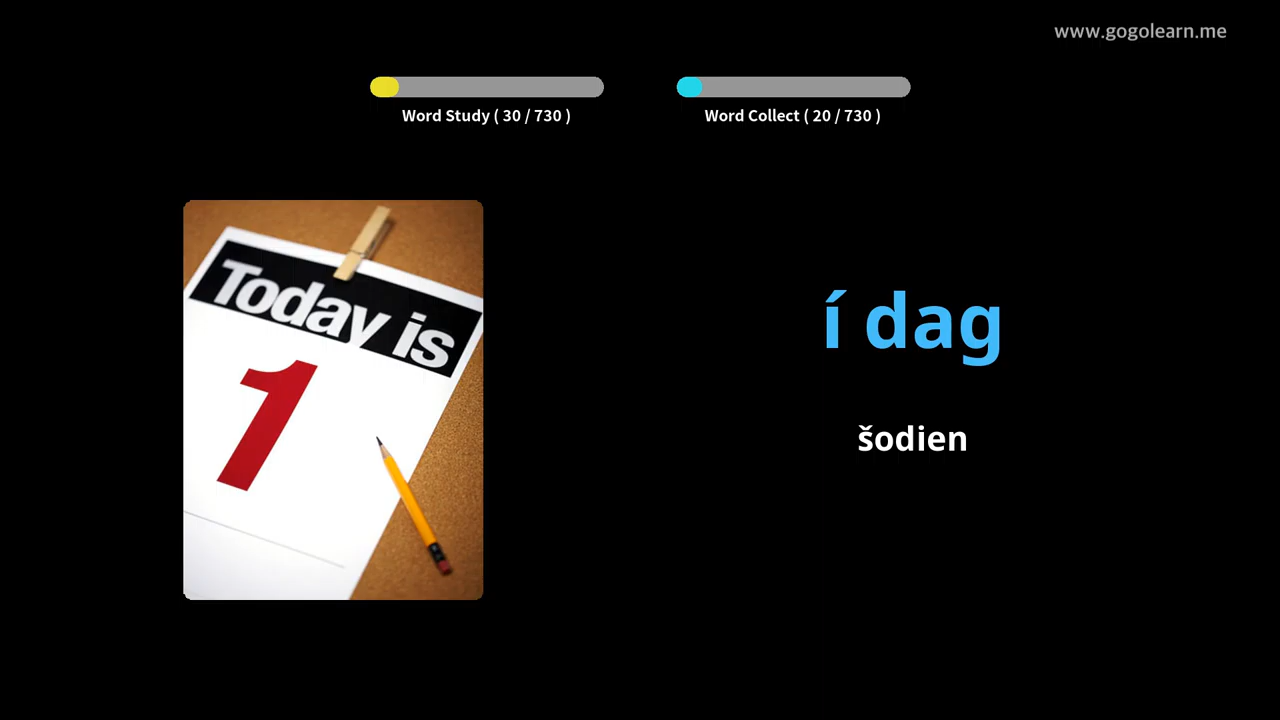 www.gogolearn.me
Word Study ( 30 / 730 )
Word Collect ( 20 / 730 )
Today is
1
í dag
šodien